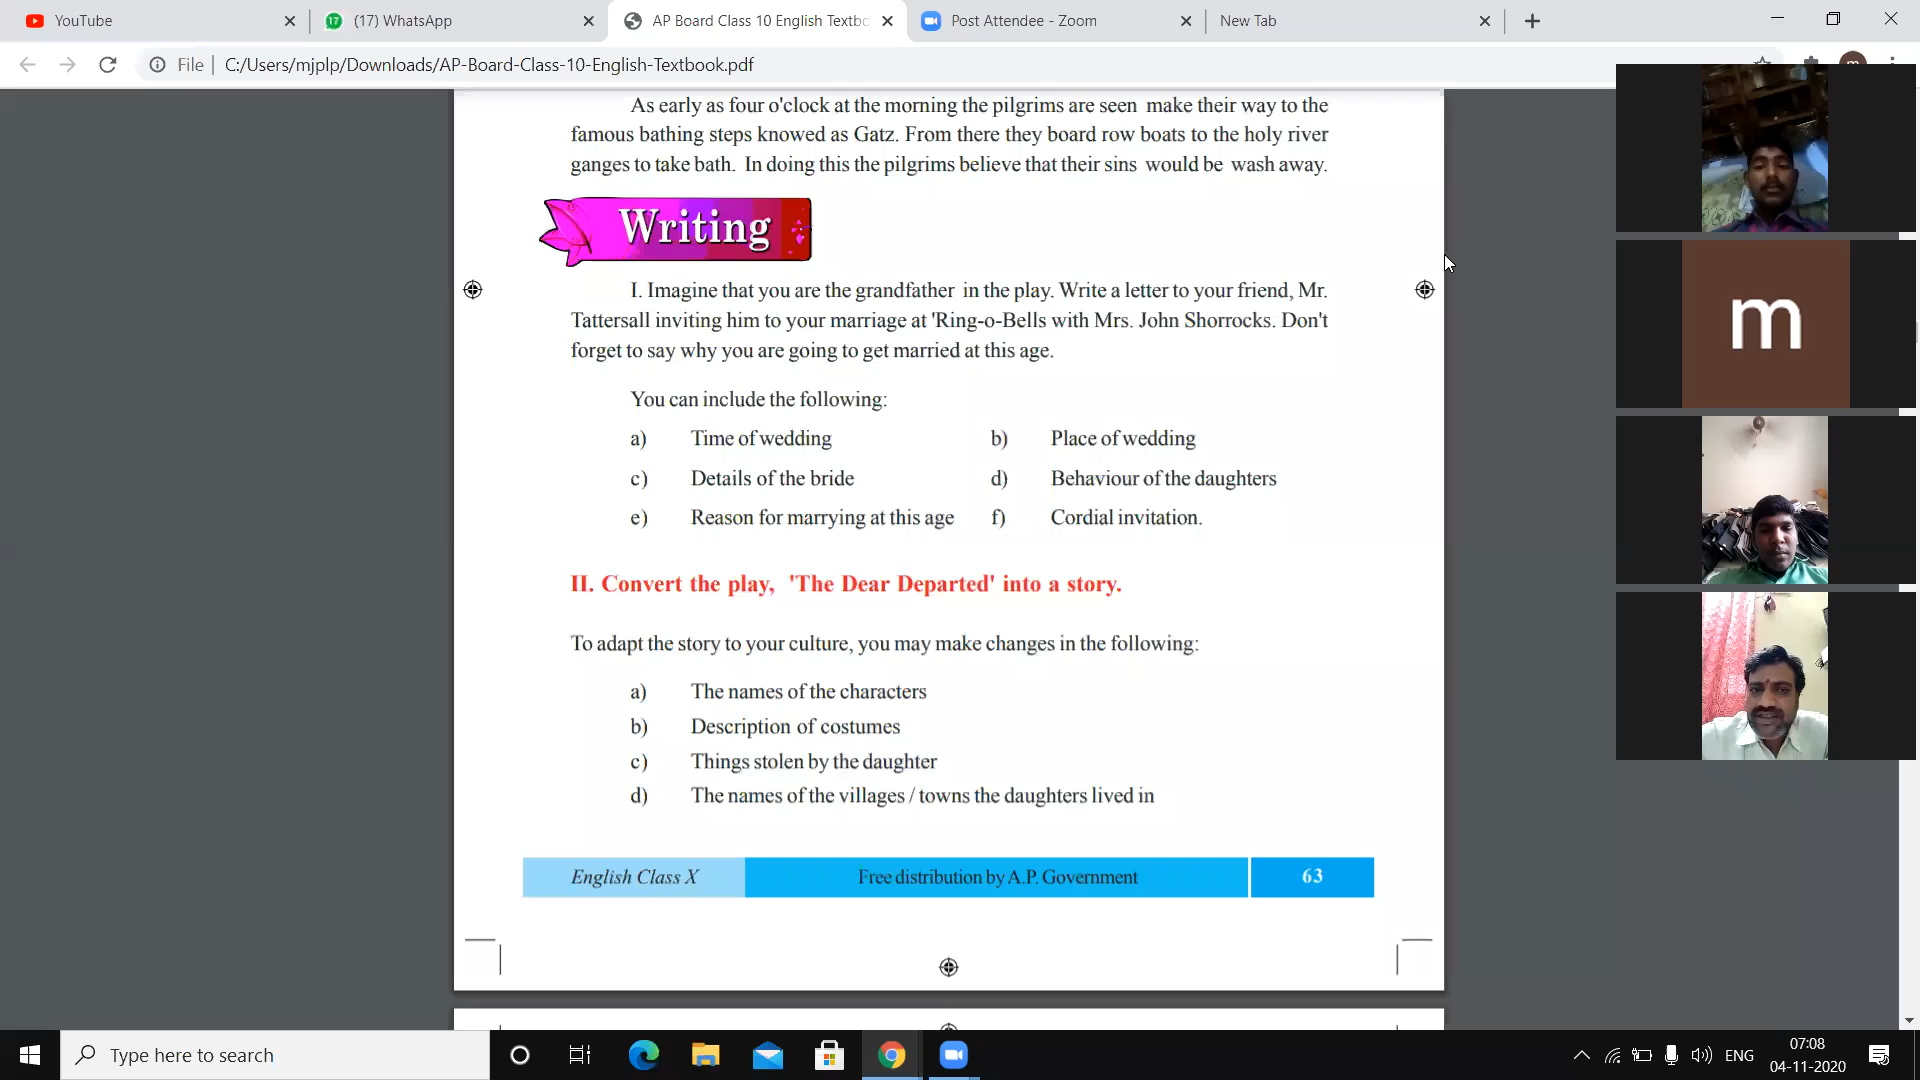 YouTube
(17) WhatsApp
AP Board Class 10 English Textbo
Post Attendee - Zoom
New Tab
File
C:/Users/mjplp/Downloads/AP-Board-Class-10-English-Textbook.pdf
As early as four o'clock at the morning the pilgrims are seen make their way to the
famous bathing steps knowed as Gatz. From there they board row boats to the holy river
ganges to take bath. In doing this the pilgrims believe that their sins would be wash away.
Writing
I. Imagine that you are the grandfather in the play. Write a letter to your friend, Mr.
Tattersall inviting him to your marriage at 'Ring-o-Bells with Mrs. John Shorrocks. Don't
forget to say why you are going to get married at this age.
You can include the following:
a) Time of wedding b) Place of wedding
c) Details of the bride d) Behaviour of the daughters
e) Reason for marrying at this age f) Cordial invitation.
II. Convert the play, 'The Dear Departed' into a story.
To adapt the story to your culture, you may make changes in the following:
a) The names of the characters
b) Description of costumes
c) Things stolen by the daughter
d) The names of the villages / towns the daughters lived in
English Class X Free distribution by A.P. Government 63
m
Type here to search
ENG
07:08
04-11-2020